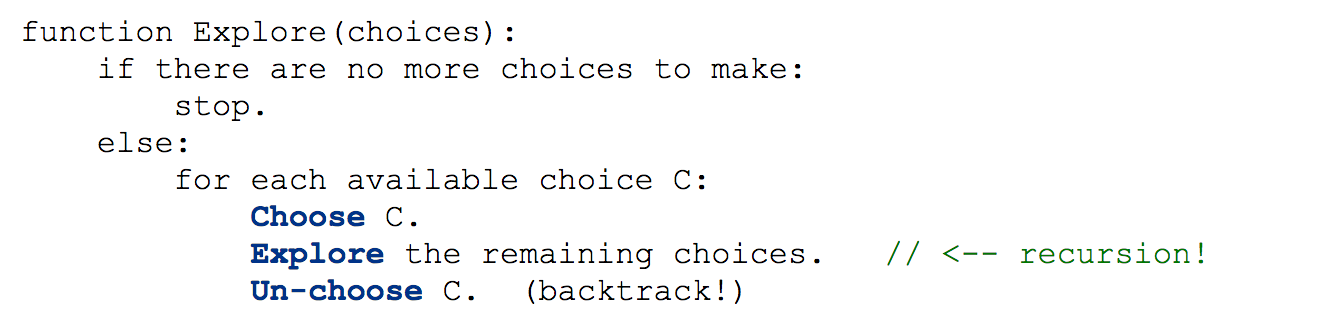 function Explore(choices):
if there are no more choices to make:
stop.
else:
for each available choice C:
Choose C.
Explore the remaining choices. // <-- recursion!
Un-choose C. (backtrack!)